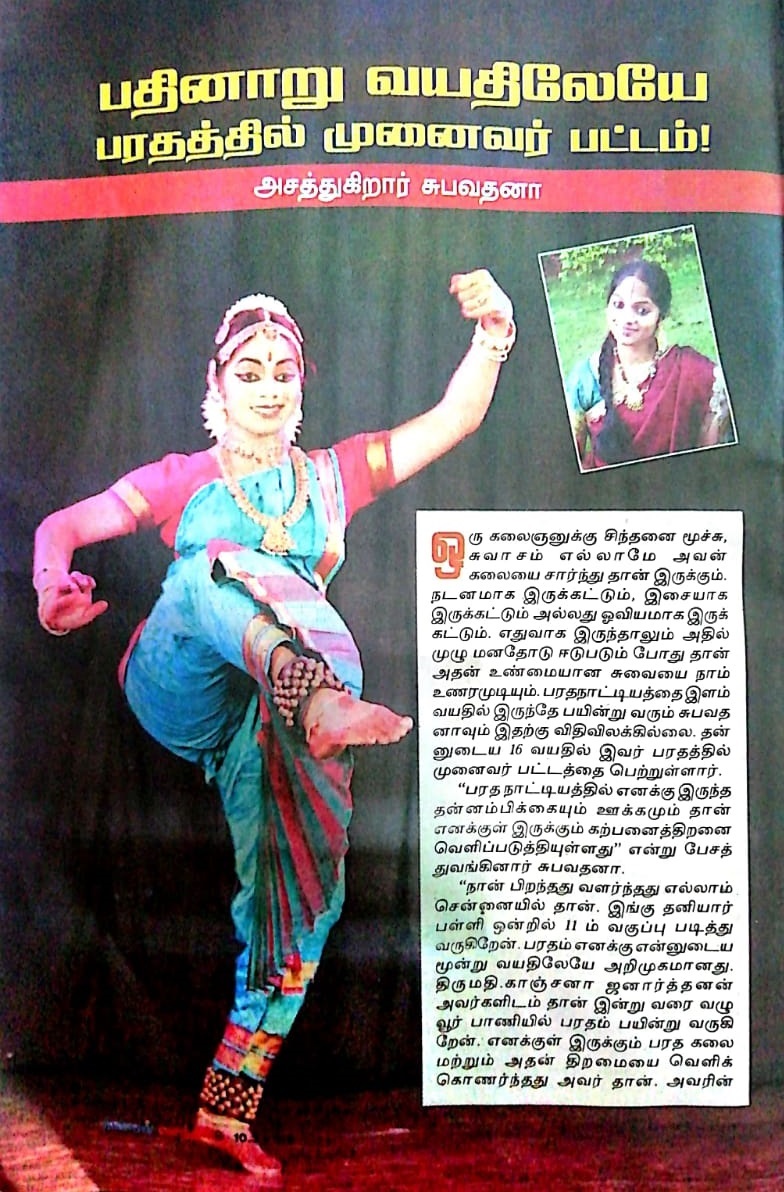 பதினாறு வயதிலேயே
பரதத்தில் முனைவர் பட்டம்!
அசத்துகிறார் சுபவதனா
ஒரு கலைஞனுக்கு சிந்தனை மூச்சு,
சுவாசம் எல்லாமே அவன்
கலையை சார்ந்து தான் இருக்கும்.
நடனமாக இருக்கட்டும், இசையாக
இருக்கட்டும் அல்லது ஓவியமாக இருக்
கட்டும். எதுவாக இருந்தாலும் அதில்
முழு மனதோடு ஈடுபடும் போது தான்
அதன் உண்மையான சுவையை நாம்
உணரமுடியும். பரதநாட்டியத்தை இளம்
வயதில் இருந்தே பயின்று வரும் சுபவத
னாவும் இதற்கு விதிவிலக்கில்லை. தன்
னுடைய 16 வயதில் இவர் பரதத்தில்
முனைவர் பட்டத்தை பெற்றுள்ளார்.
“பரத நாட்டியத்தில் எனக்கு இருந்த
தன்னம்பிக்கையும் ஊக்கமும் தான்
எனக்குள் இருக்கும் கற்பனைத்திறனை
வெளிப்படுத்தியுள்ளது” என்று பேசத்
துவங்கினார் சுபவதனா.
“நான் பிறந்தது வளர்ந்தது எல்லாம்
சென்னையில் தான். இங்கு தனியார்
பள்ளி ஒன்றில் 11 ம் வகுப்பு படித்து
வருகிறேன். பரதம் எனக்கு என்னுடைய
மூன்று வயதிலேயே அறிமுகமானது.
திருமதி.காஞ்சனா ஜனார்த்தனன்
அவர்களிடம் தான் இன்று வரை வழு
வூர் பாணியில் பரதம் பயின்று வருகி
றேன். எனக்குள் இருக்கும் பரத கலை
மற்றும் அதன் திறமையை வெளிக்
கொணர்ந்தது அவர் தான். அவரின்
10